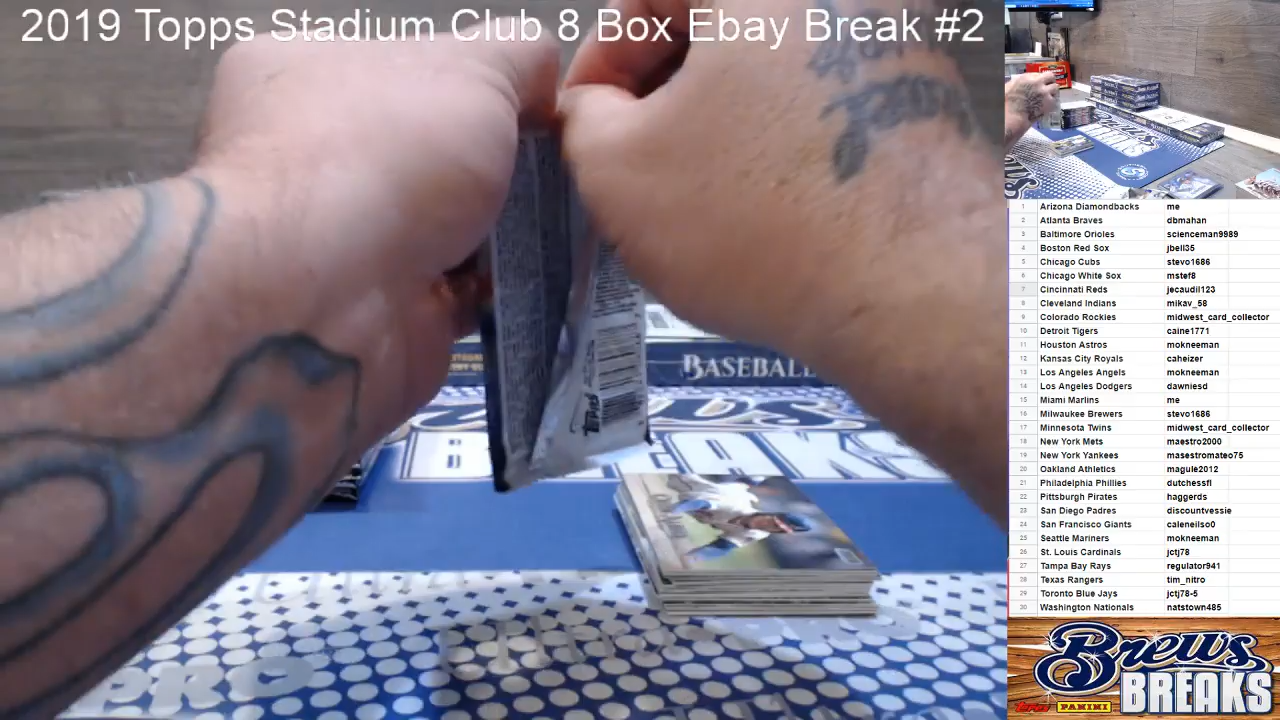 2019 Topps Stadium Club 8 Box Ebay Break #2
BASEBALL
BREAKS
PRO
Topps
1 Arizona Diamondbacks me
2 Atlanta Braves dbmahan
3 Baltimore Orioles scienceman9989
4 Boston Red Sox jbell35
5 Chicago Cubs stevo1686
6 Chicago White Sox mstef8
7 Cincinnati Reds jecaudil123
8 Cleveland Indians mikav_58
9 Colorado Rockies midwest_card_collector
10 Detroit Tigers caine1771
11 Houston Astros mokneeman
12 Kansas City Royals caheizer
13 Los Angeles Angels mokneeman
14 Los Angeles Dodgers dawniesd
15 Miami Marlins me
16 Milwaukee Brewers stevo1686
17 Minnesota Twins midwest_card_collector
18 New York Mets maestro2000
19 New York Yankees masestromateo75
20 Oakland Athletics magule2012
21 Philadelphia Phillies dutchessfl
22 Pittsburgh Pirates haggerds
23 San Diego Padres discountvessie
24 San Francisco Giants caleneilso0
25 Seattle Mariners mokneeman
26 St. Louis Cardinals jctj78
27 Tampa Bay Rays regulator941
28 Texas Rangers tim_nitro
29 Toronto Blue Jays jctj78-5
30 Washington Nationals natstown485
Brews
BREAKS
Topps PANINI